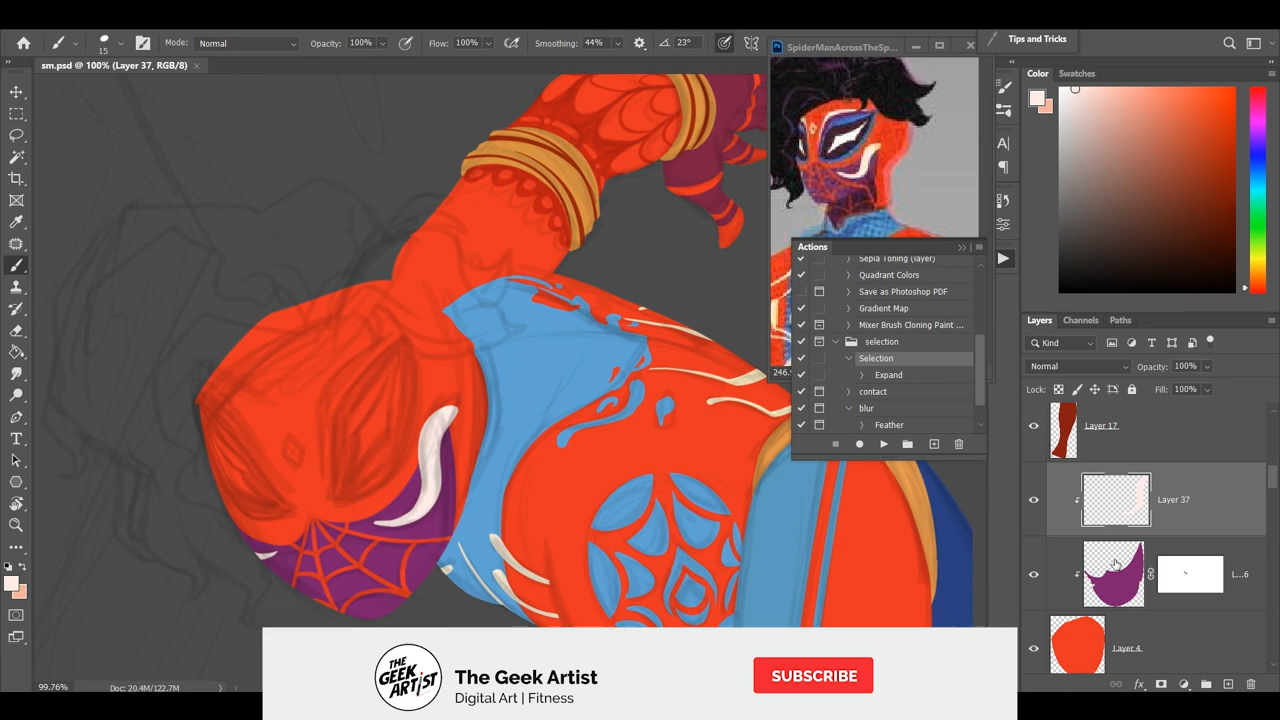 15
Mode: Normal
Opacity: 100%
Flow: 100%
Smoothing: 44%
23°
Tips and Tricks
sm.psd @ 100% (Layer 37, RGB/8) ×
SpiderManAcrossTheSp...
Color Swatches
Actions
Sepia Toning (layer)
Quadrant Colors
Save as Photoshop PDF
Gradient Map
Mixer Brush Cloning Paint ...
selection
Selection
Expand
contact
blur
Feather
246.
Layers Channels Paths
Kind
Normal
Opacity: 100%
Lock:
Fill: 100%
Layer 17
Layer 37
L...6
Layer 4
99.76%
Doc: 20.4M/122.7M
THE
GEEK
ARTIST
The Geek Artist
Digital Art | Fitness
SUBSCRIBE